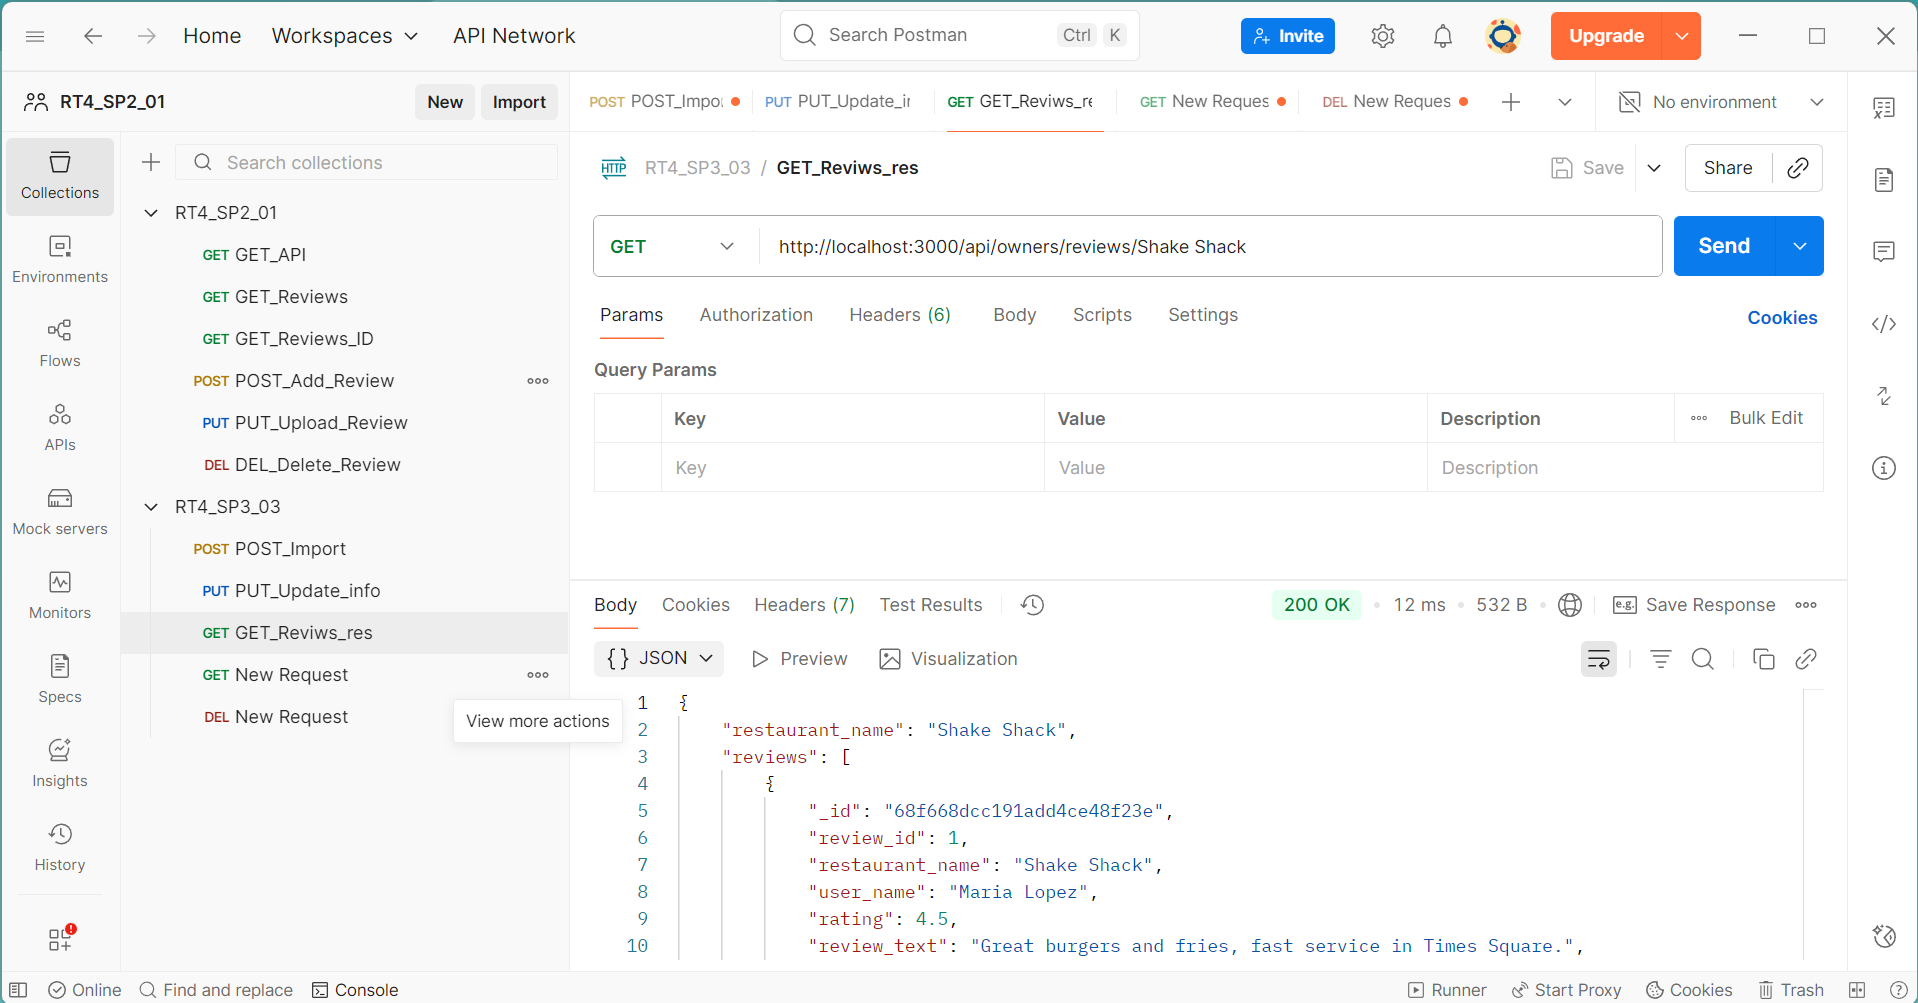 Home Workspaces API Network Search Postman Ctrl K Invite Upgrade
RT4_SP2_01 New Import
POST POST_Impo PUT PUT_Update_i GET GET_Reviws_re GET New Reques DEL New Reques No environment
Collections
Environments
Flows
APIs
Mock servers
Monitors
Specs
Insights
History
Search collections
RT4_SP2_01
GET GET_API
GET GET_Reviews
GET GET_Reviews_ID
POST POST_Add_Review
PUT PUT_Upload_Review
DEL DEL_Delete_Review
RT4_SP3_03
POST POST_Import
PUT PUT_Update_info
GET GET_Reviws_res
GET New Request
DEL New Request
View more actions
HTTP RT4_SP3_03 / GET_Reviws_res Save Share
GET http://localhost:3000/api/owners/reviews/Shake Shack Send
Params Authorization Headers (6) Body Scripts Settings Cookies
Query Params
Key Value Description Bulk Edit
Key Value Description
Body Cookies Headers (7) Test Results 200 OK 12 ms 532 B e.g. Save Response
{} JSON Preview Visualization
1 {
2 "restaurant_name": "Shake Shack",
3 "reviews": [
4 {
5 "_id": "68f668dcc191add4ce48f23e",
6 "review_id": 1,
7 "restaurant_name": "Shake Shack",
8 "user_name": "Maria Lopez",
9 "rating": 4.5,
10 "review_text": "Great burgers and fries, fast service in Times Square.",
Online Find and replace Console Runner Start Proxy Cookies Trash